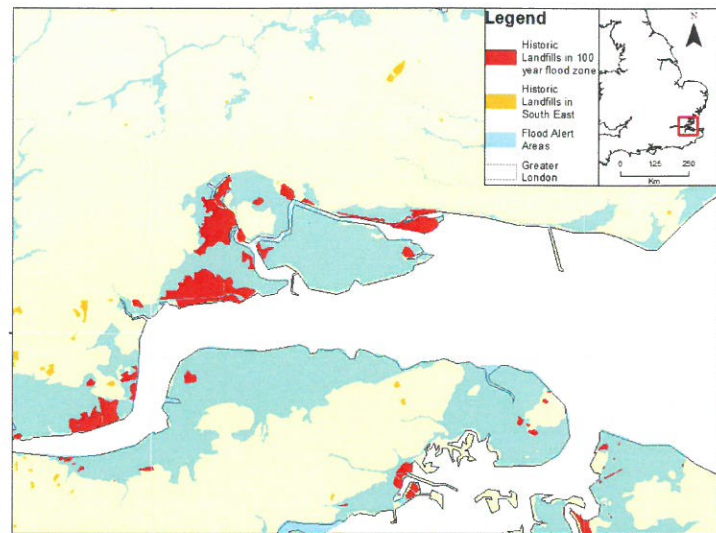 Legend
Historic
Landfills in 100
year flood zone
Historic
Landfills in
South East
Flood Alert
Areas
Greater
London
N
0 125 250
Km